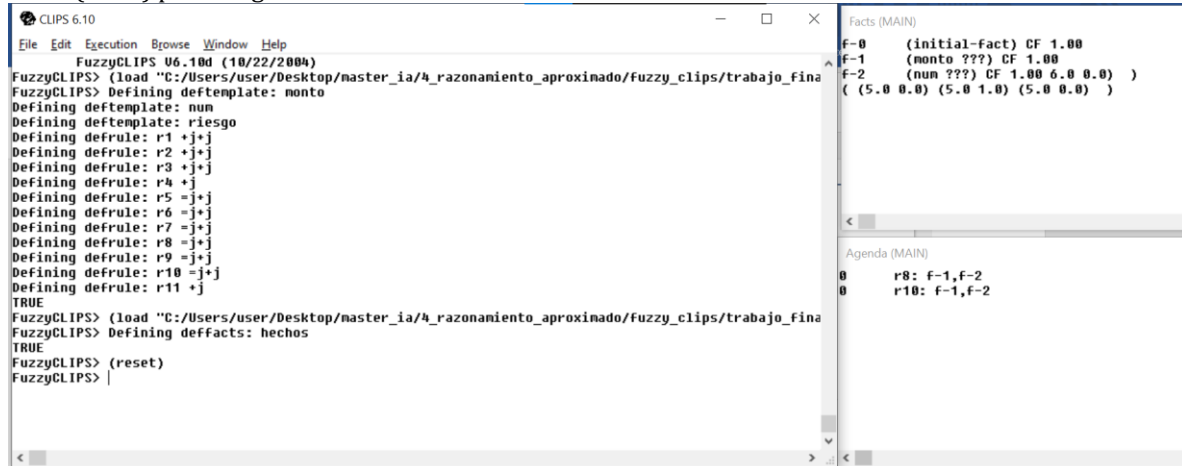 CLIPS 6.10
File Edit Execution Browse Window Help
FuzzyCLIPS V6.10d (10/22/2004)
FuzzyCLIPS> (load "C:/Users/user/Desktop/master_ia/4_razonamiento_aproximado/fuzzy_clips/trabajo_fina
FuzzyCLIPS> Defining deftemplate: monto
Defining deftemplate: num
Defining deftemplate: riesgo
Defining defrule: r1 +j+j
Defining defrule: r2 +j+j
Defining defrule: r3 +j+j
Defining defrule: r4 +j
Defining defrule: r5 =j+j
Defining defrule: r6 =j+j
Defining defrule: r7 =j+j
Defining defrule: r8 =j+j
Defining defrule: r9 =j+j
Defining defrule: r10 =j+j
Defining defrule: r11 +j
TRUE
FuzzyCLIPS> (load "C:/Users/user/Desktop/master_ia/4_razonamiento_aproximado/fuzzy_clips/trabajo_fina
FuzzyCLIPS> Defining deffacts: hechos
TRUE
FuzzyCLIPS> (reset)
FuzzyCLIPS>
Facts (MAIN)
f-0 (initial-fact) CF 1.00
f-1 (monto ???) CF 1.00
f-2 (num ???) CF 1.00 6.0 0.0) )
( (5.0 0.0) (5.0 1.0) (5.0 0.0) )
Agenda (MAIN)
0 r8: f-1,f-2
0 r10: f-1,f-2